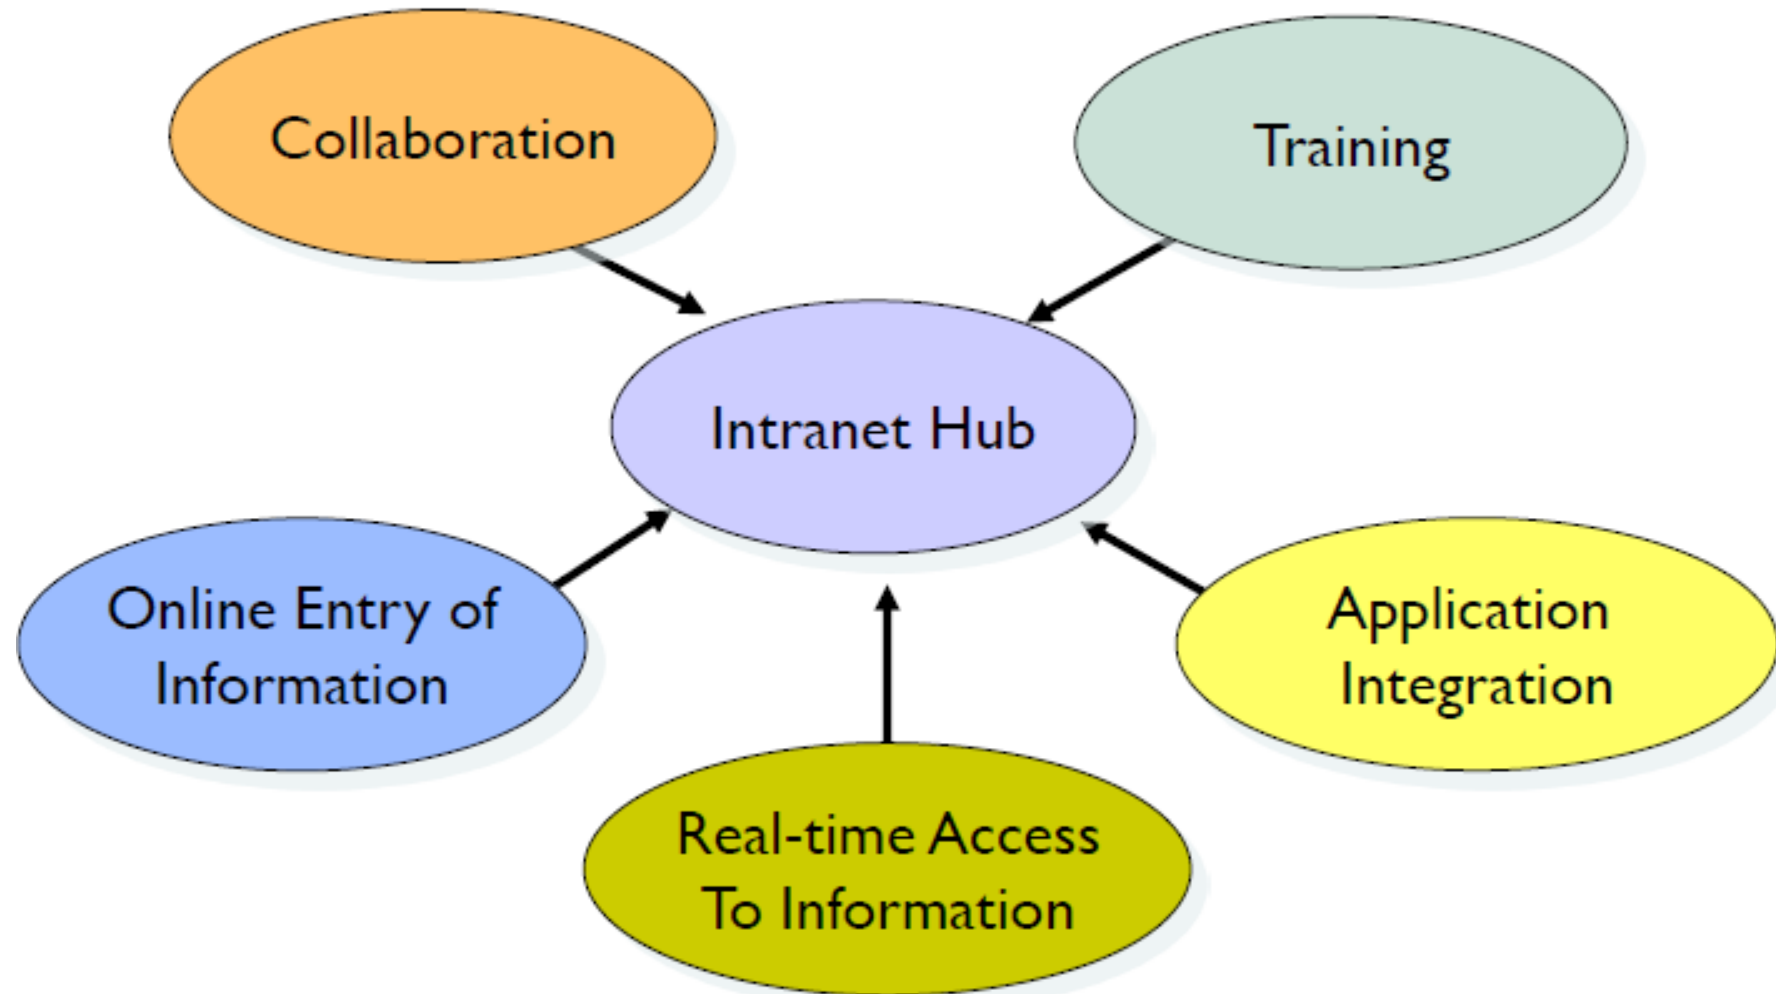 Collaboration
Training
Intranet Hub
Online Entry of
Information
Application
Integration
Real-time Access
To Information